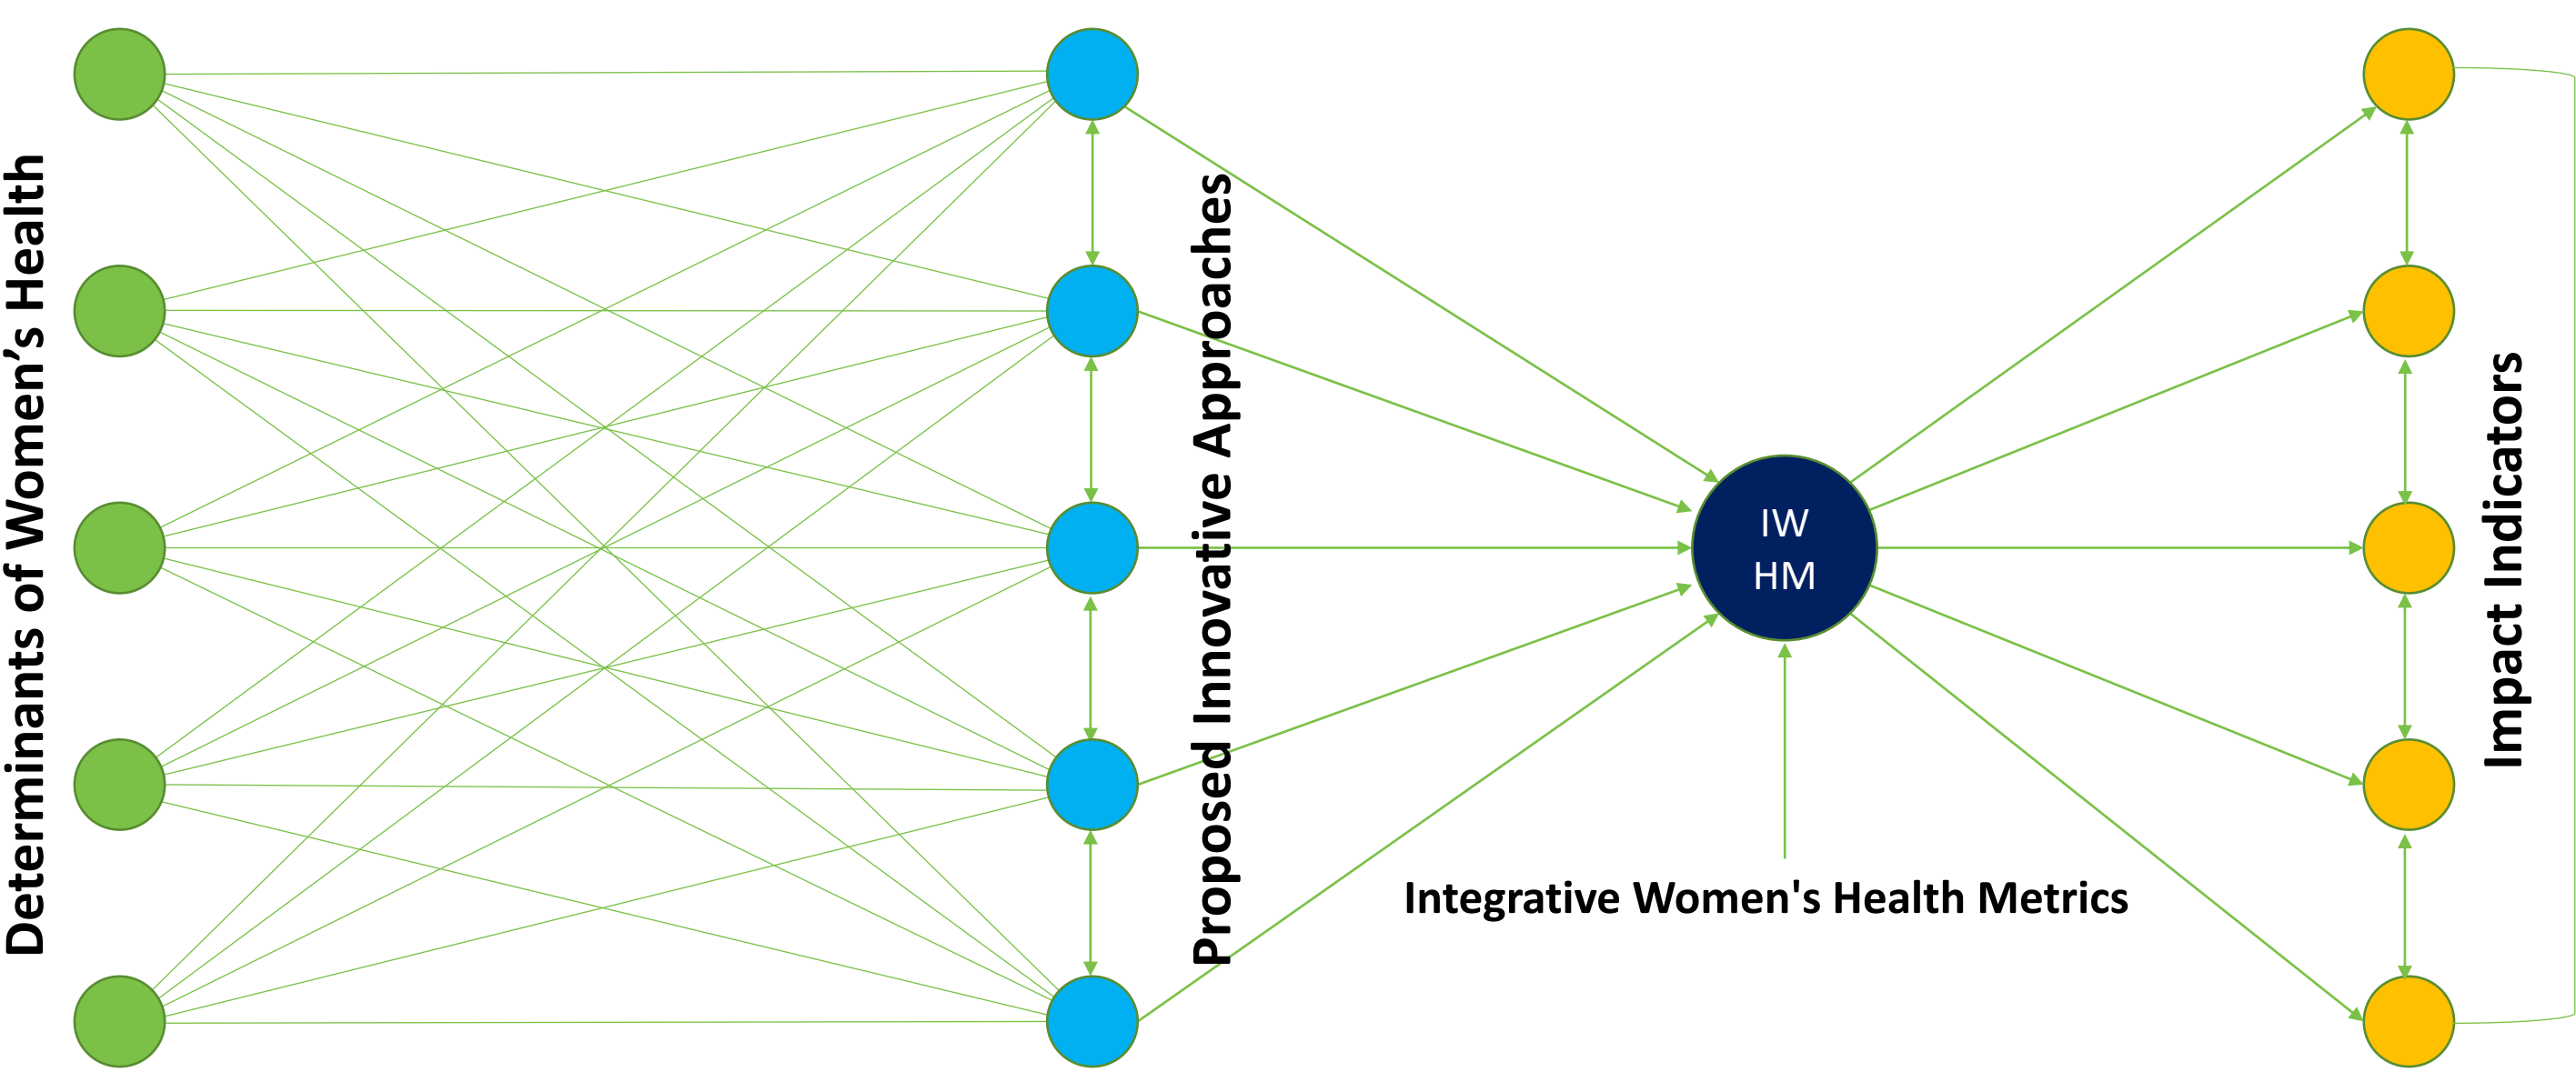 Determinants of Women’s Health
Proposed Innovative Approaches
IW
HM
Integrative Women's Health Metrics
Impact Indicators